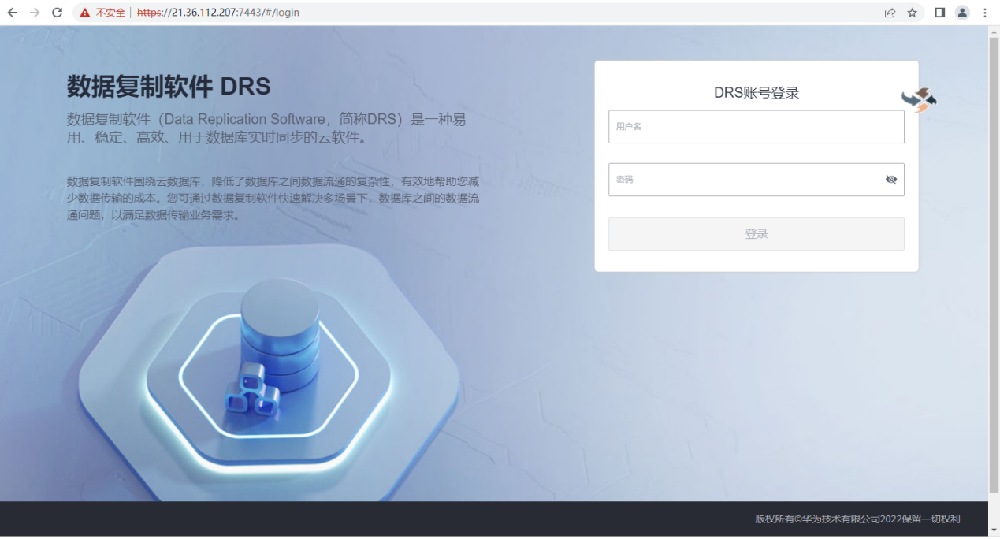 不安全 https://21.36.112.207:7443/#/login
数据复制软件 DRS
数据复制软件（Data Replication Software，简称DRS）是一种易
用、稳定、高效、用于数据库实时同步的云软件。
数据复制软件围绕云数据库，降低了数据库之间数据流通的复杂性，有效地帮助您减
少数据传输的成本。您可通过数据复制软件快速解决多场景下，数据库之间的数据流
通问题，以满足数据传输业务需求。
DRS账号登录
用户名
密码
登录
版权所有©华为技术有限公司2022保留一切权利